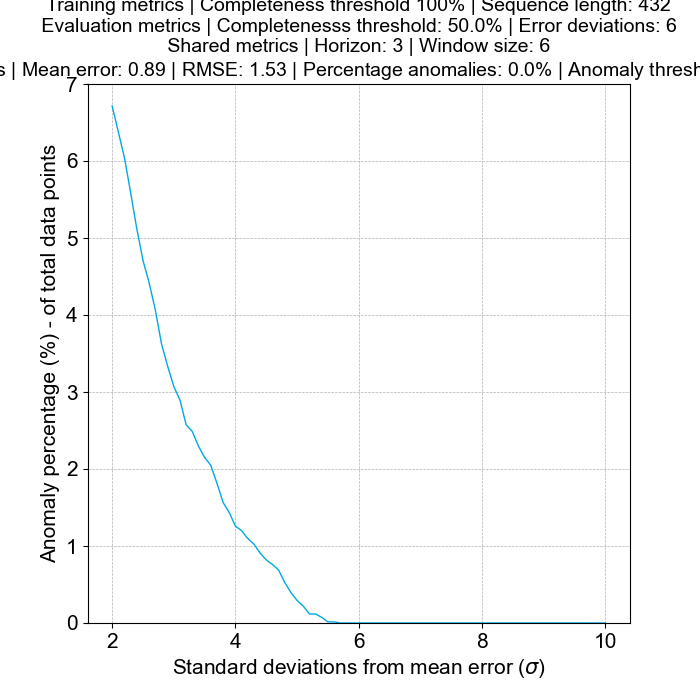 Training metrics | Completeness threshold 100% | Sequence length: 432
Evaluation metrics | Completenesss threshold: 50.0% | Error deviations: 6
Shared metrics | Horizon: 3 | Window size: 6
s | Mean error: 0.89 | RMSE: 1.53 | Percentage anomalies: 0.0% | Anomaly thresh
7
6
5
4
3
2
1
0
Anomaly percentage (%) - of total data points
2 4 6 8 10
Standard deviations from mean error (σ)